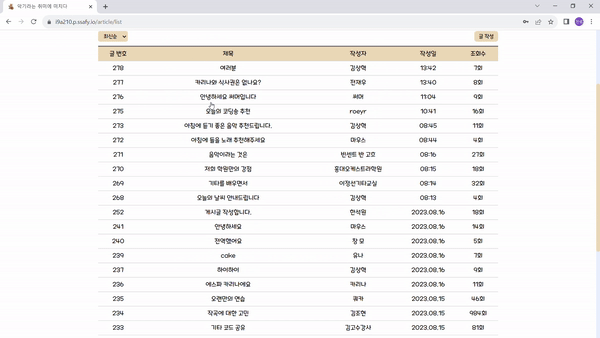 악기라는 취미에 미치다
i9a210.p.ssafy.io/article/list
최신순
글 작성
글 번호 제목 작성자 작성일 조회수
278 여러분 김상혁 13:42 7회
277 카리나와 식사권은 없나요? 전재우 13:40 8회
276 안녕하세요 써머입니다 써머 11:04 9회
275 오늘의 코딩송 추천 roeyr 10:41 16회
273 아침에 듣기 좋은 음악 추천드립니다. 김상혁 08:45 11회
272 아침에 들을 노래 추천해주세요 마우스 08:44 4회
271 음악이라는 것은 빈센트 반 고흐 08:16 27회
270 저희 학원만의 강점 홍대오케스트라학원 08:15 18회
269 기타를 배우면서 이정선기타교실 08:14 32회
268 오늘의 날씨 안내드립니다 김상혁 08:13 4회
252 게시글 작성합니다. 한석원 2023.08.16 18회
241 안녕하세요 마우스 2023.08.16 14회
240 전역했어요 장 모 2023.08.16 5회
239 cake 유나 2023.08.16 7회
237 하이하이 김상혁 2023.08.16 9회
236 에스파 카리나에요 카리나 2023.08.16 11회
235 오랜만의 연습 쿼카 2023.08.15 46회
234 작곡에 대한 고민 김조현 2023.08.15 984회
233 기타 코드 공유 김고수강사 2023.08.15 81회